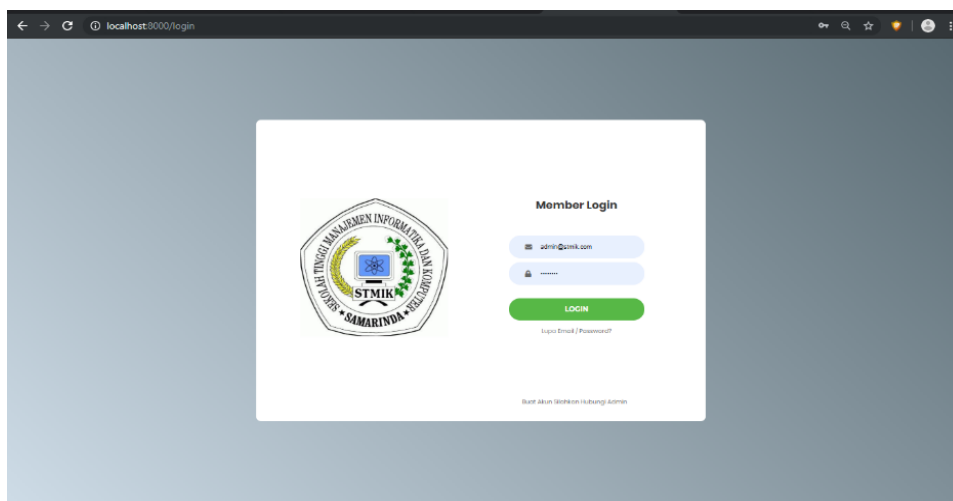 localhost:8000/login
SEKOLAH TINGGI MANAJEMEN INFORMATIKA DAN KOMPUTER
STMIK
* SAMARINDA *
Member Login
admin@stmik.com
········
LOGIN
Lupa Email / Password?
Buat Akun Silahkan Hubungi Admin